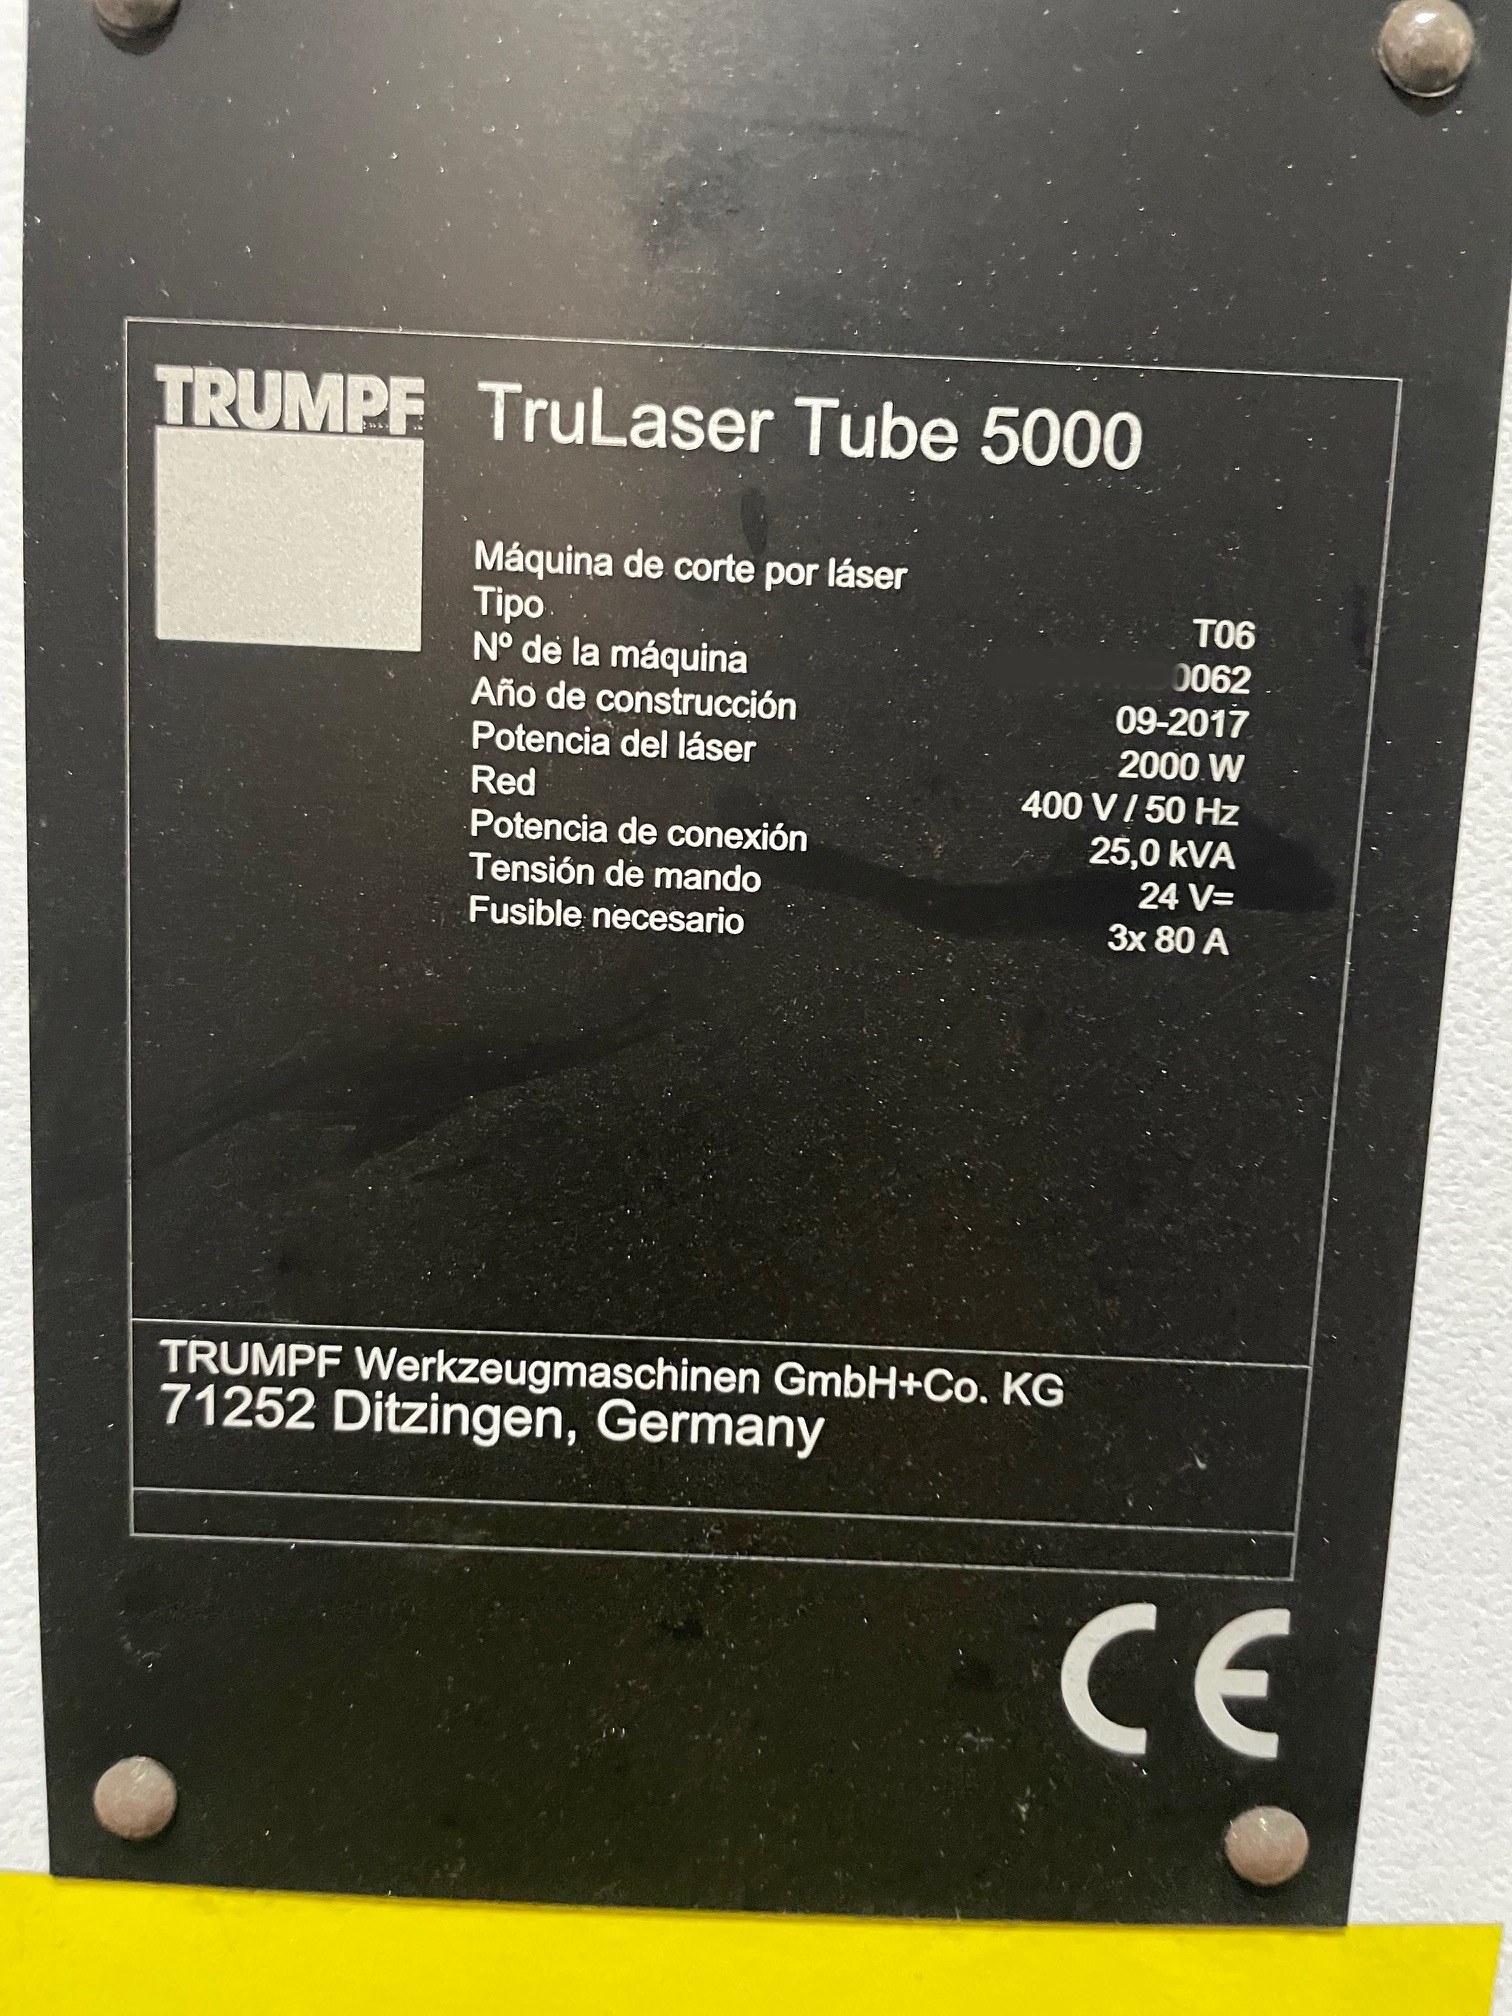 TRUMPF
TruLaser Tube 5000
Máquina de corte por láser
Tipo T06
Nº de la máquina 0062
Año de construcción 09-2017
Potencia del láser 2000 W
Red 400 V / 50 Hz
Potencia de conexión 25,0 kVA
Tensión de mando 24 V=
Fusible necesario 3x 80 A
TRUMPF Werkzeugmaschinen GmbH+Co. KG
71252 Ditzingen, Germany
CE